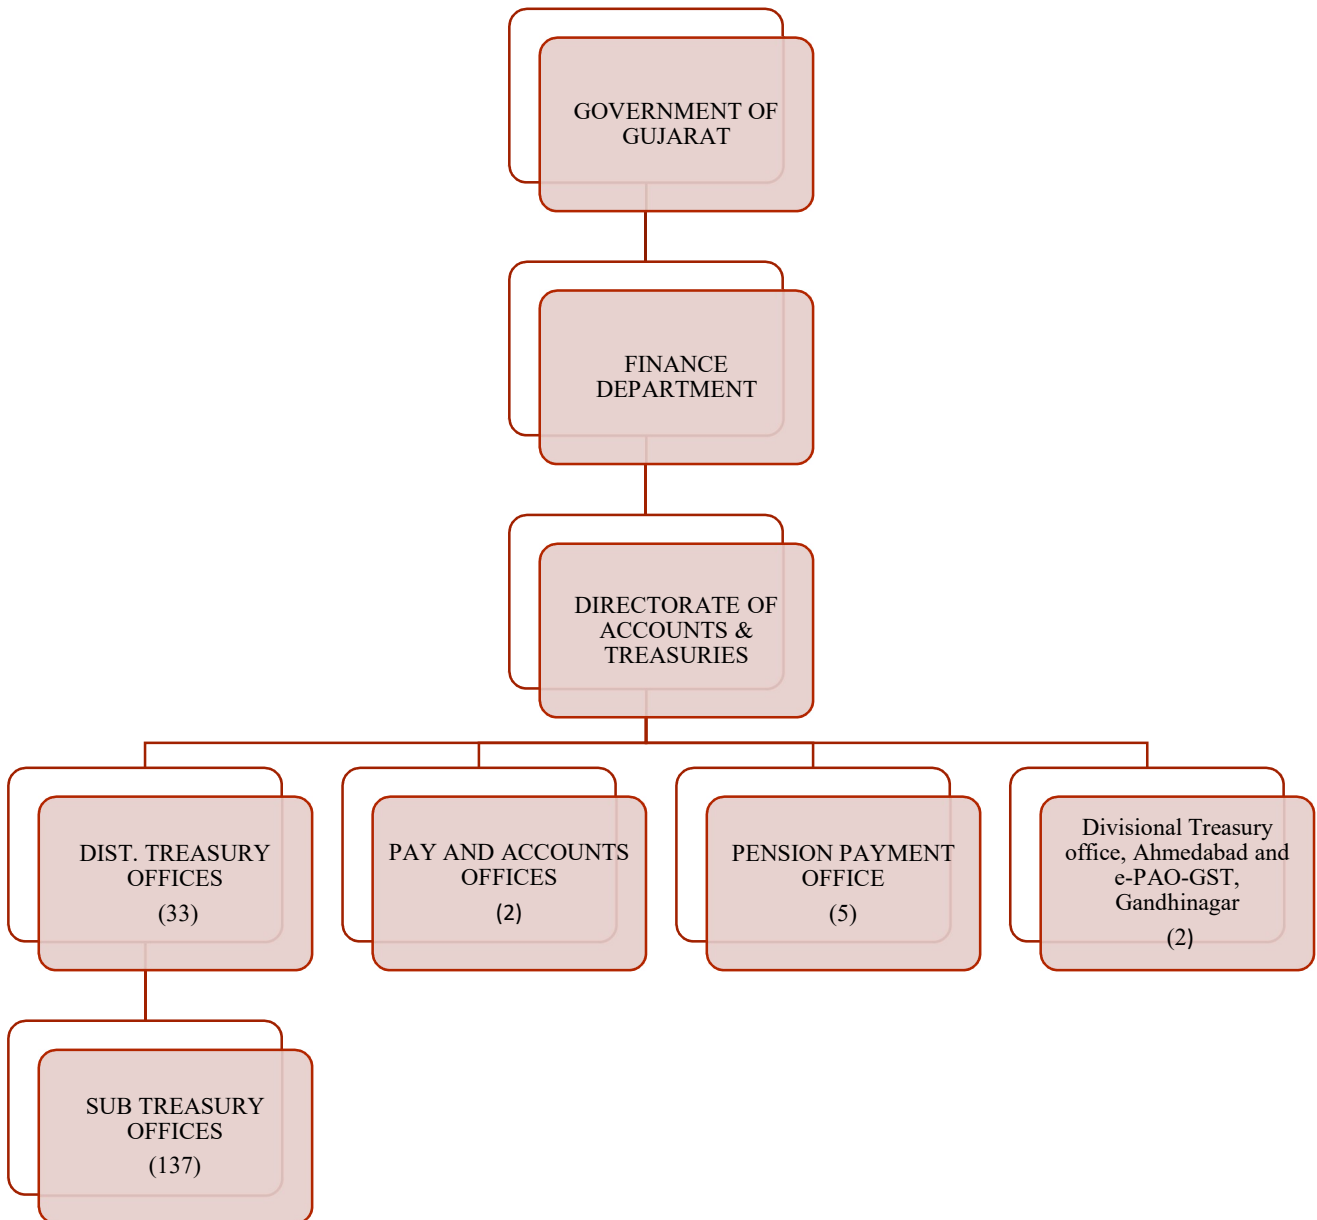 GOVERNMENT OF
GUJARAT
FINANCE
DEPARTMENT
DIRECTORATE OF
ACCOUNTS &
TREASURIES
DIST. TREASURY
OFFICES
(33)
PAY AND ACCOUNTS
OFFICES
(2)
PENSION PAYMENT
OFFICE
(5)
Divisional Treasury
office, Ahmedabad and
e-PAO-GST,
Gandhinagar
(2)
SUB TREASURY
OFFICES
(137)